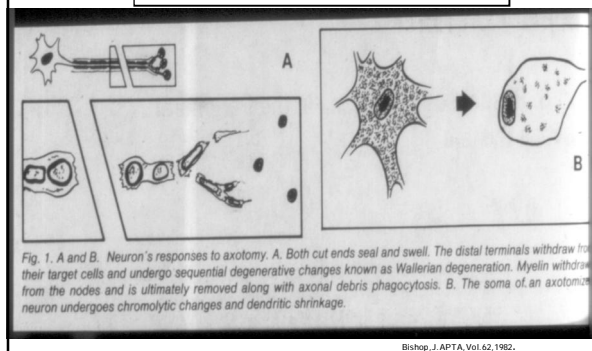 A
B
Fig. 1. A and B. Neuron's responses to axotomy. A. Both cut ends seal and swell. The distal terminals withdraw fro
their target cells and undergo sequential degenerative changes known as Wallerian degeneration. Myelin withdraw
from the nodes and is ultimately removed along with axonal debris phagocytosis. B. The soma of. an axotomize
neuron undergoes chromolytic changes and dendritic shrinkage.
Bishop, J. APTA, Vol. 62, 1982.